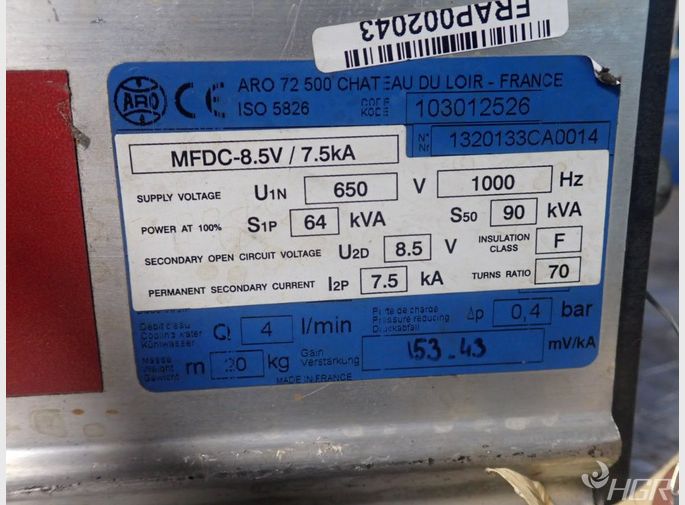 FRAP002043
ARO
CE
ARO 72 500 CHATEAU DU LOIR - FRANCE
ISO 5826 CODE KODE 103012526
N° Nr 1320133CA0014
MFDC-8.5V / 7.5kA
SUPPLY VOLTAGE U1N 650 V 1000 Hz
POWER AT 100% S1P 64 kVA S50 90 kVA
SECONDARY OPEN CIRCUIT VOLTAGE U2D 8.5 V INSULATION CLASS F
PERMANENT SECONDARY CURRENT I2P 7.5 kA TURNS RATIO 70
Débit d'eau
Cooling water
Kühlwasser
Q 4 l/min
Perte de charge
Pressure reducing
Druckabfall
Δp 0,4 bar
Masse
Weight
Gewicht
m 20 kg
Gain
Verstärkung
153.43 mV/kA
MADE IN FRANCE
HGR